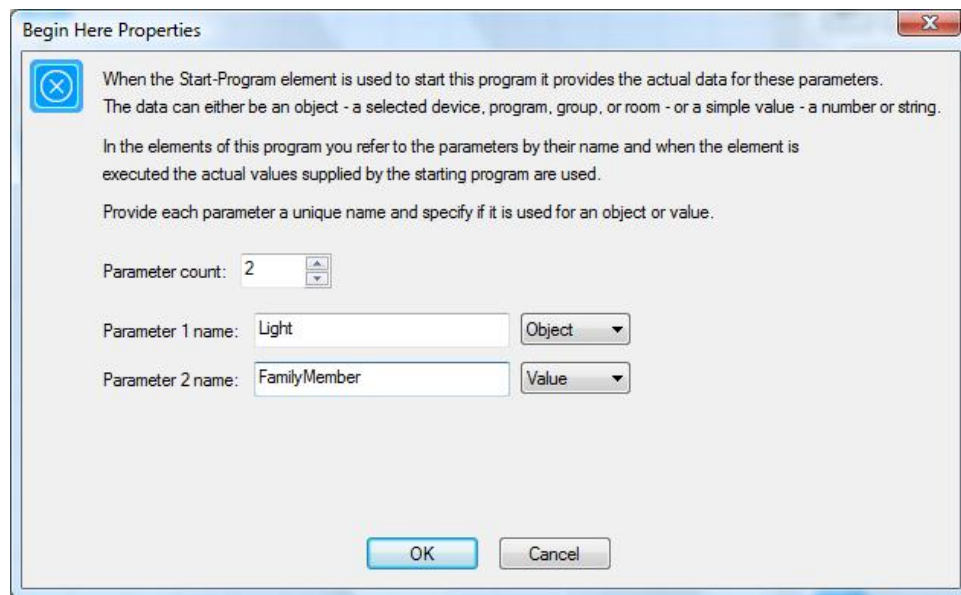 Begin Here Properties
When the Start-Program element is used to start this program it provides the actual data for these parameters.
The data can either be an object - a selected device, program, group, or room - or a simple value - a number or string.
In the elements of this program you refer to the parameters by their name and when the element is
executed the actual values supplied by the starting program are used.
Provide each parameter a unique name and specify if it is used for an object or value.
Parameter count: 2
Parameter 1 name: Light Object
Parameter 2 name: FamilyMember Value
OK Cancel